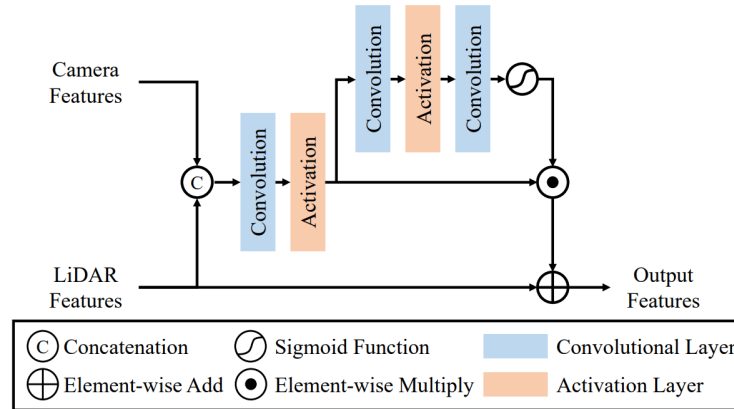 Camera
Features
Convolution
Activation
Convolution
Convolution
Activation
C
LiDAR
Features
Output
Features
C Concatenation
Sigmoid Function
Convolutional Layer
Element-wise Add
Element-wise Multiply
Activation Layer